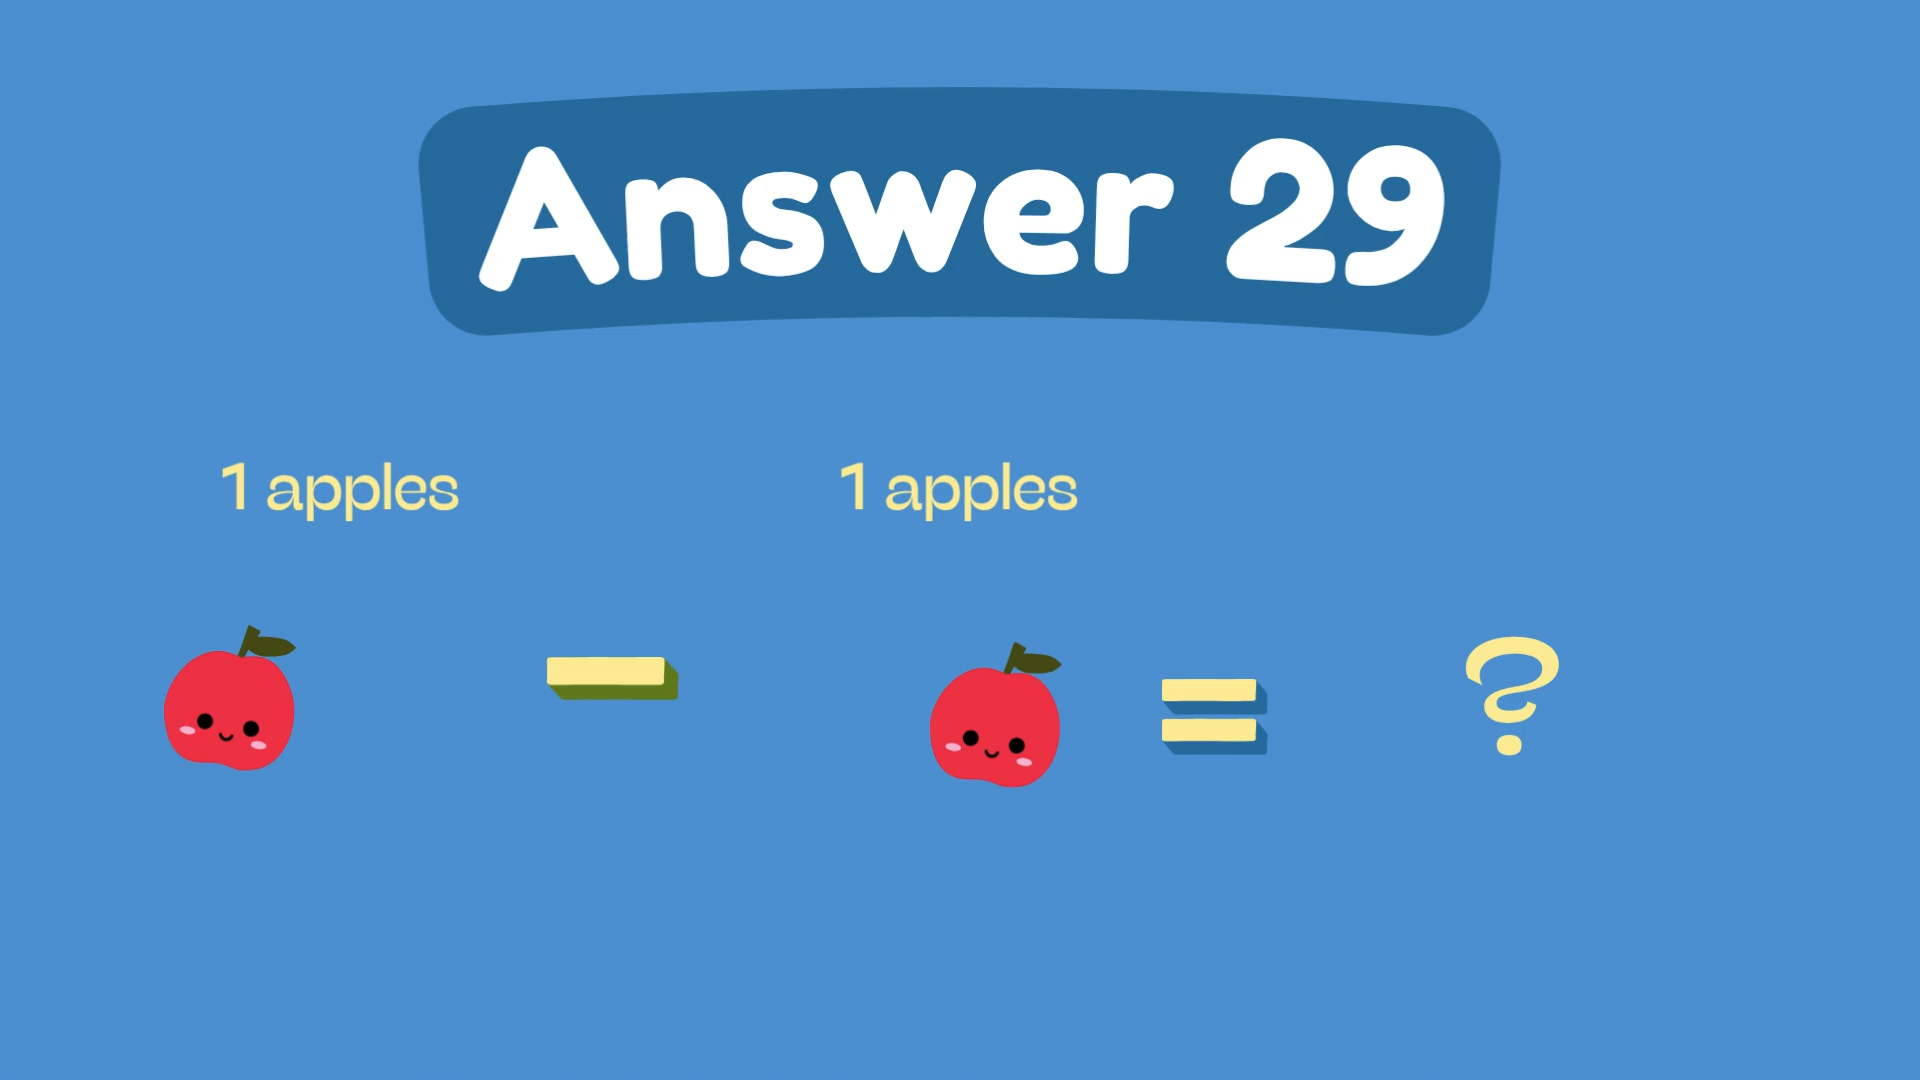 Answer 29
1 apples
1 apples
− = ?